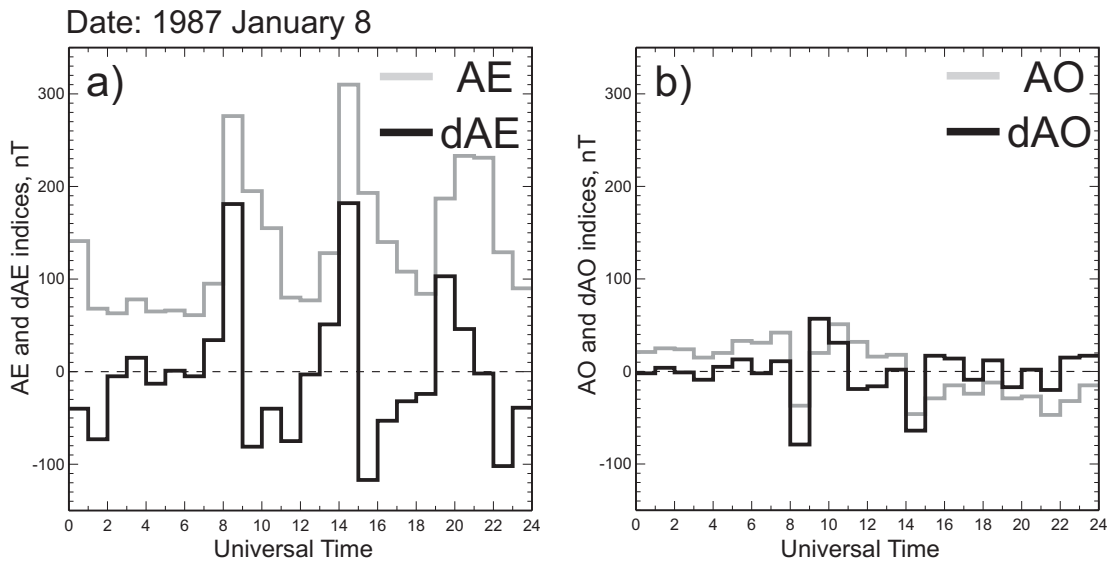 Date: 1987 January 8
a)
AE
dAE
AE and dAE indices, nT
300
200
100
0
-100
0 2 4 6 8 10 12 14 16 18 20 22 24
Universal Time
b)
AO
dAO
AO and dAO indices, nT
300
200
100
0
-100
0 2 4 6 8 10 12 14 16 18 20 22 24
Universal Time